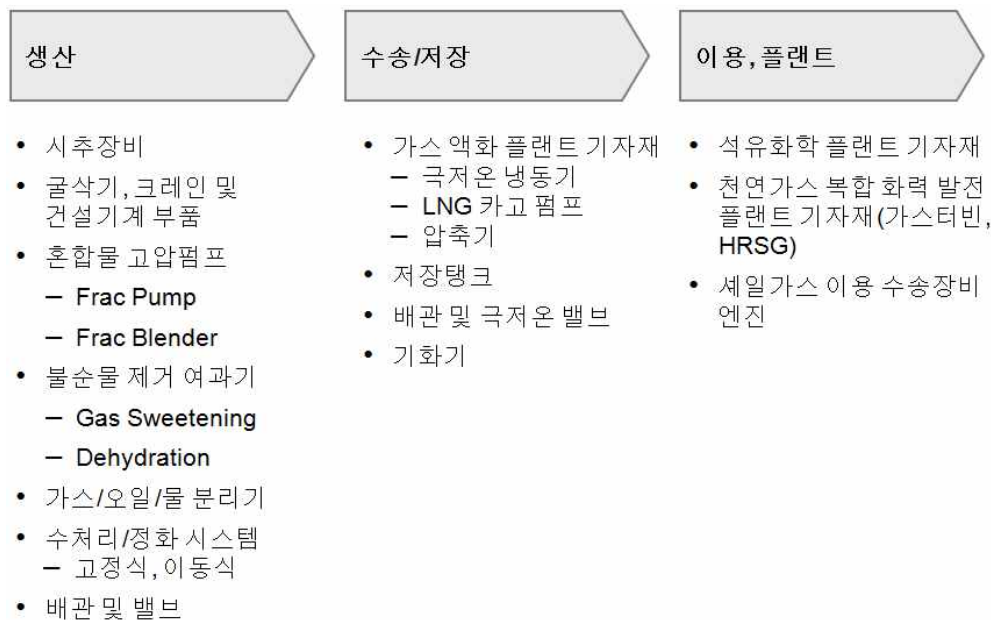 생산
• 시추장비
• 굴삭기, 크레인 및
건설기계 부품
• 혼합물 고압펌프
– Frac Pump
– Frac Blender
• 불순물 제거 여과기
– Gas Sweetening
– Dehydration
• 가스/오일/물 분리기
• 수처리/정화 시스템
– 고정식, 이동식
• 배관 및 밸브
수송/저장
• 가스 액화 플랜트 기자재
– 극저온 냉동기
– LNG 카고 펌프
– 압축기
• 저장탱크
• 배관 및 극저온 밸브
• 기화기
이용, 플랜트
• 석유화학 플랜트 기자재
• 천연가스 복합 화력 발전
플랜트 기자재(가스터빈,
HRSG)
• 셰일가스 이용 수송장비
엔진